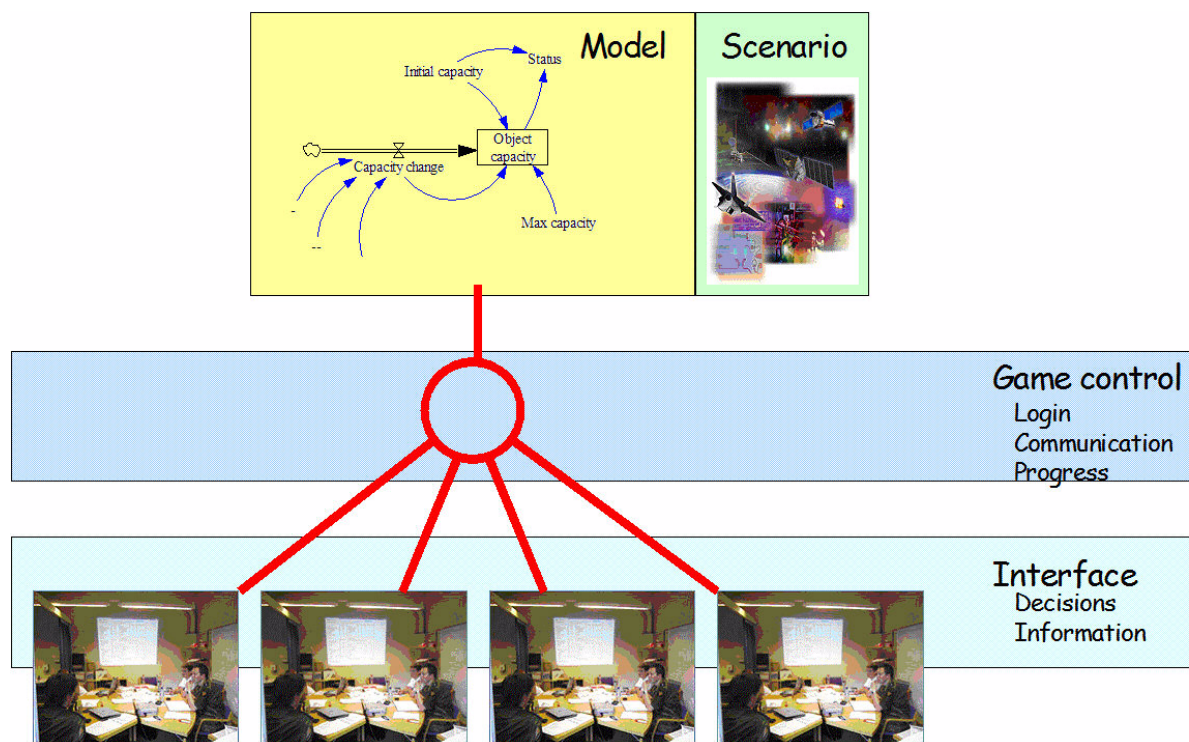 Model
Scenario
Status
Initial capacity
Object
capacity
Capacity change
Max capacity
-
--
Game control
Login
Communication
Progress
Interface
Decisions
Information